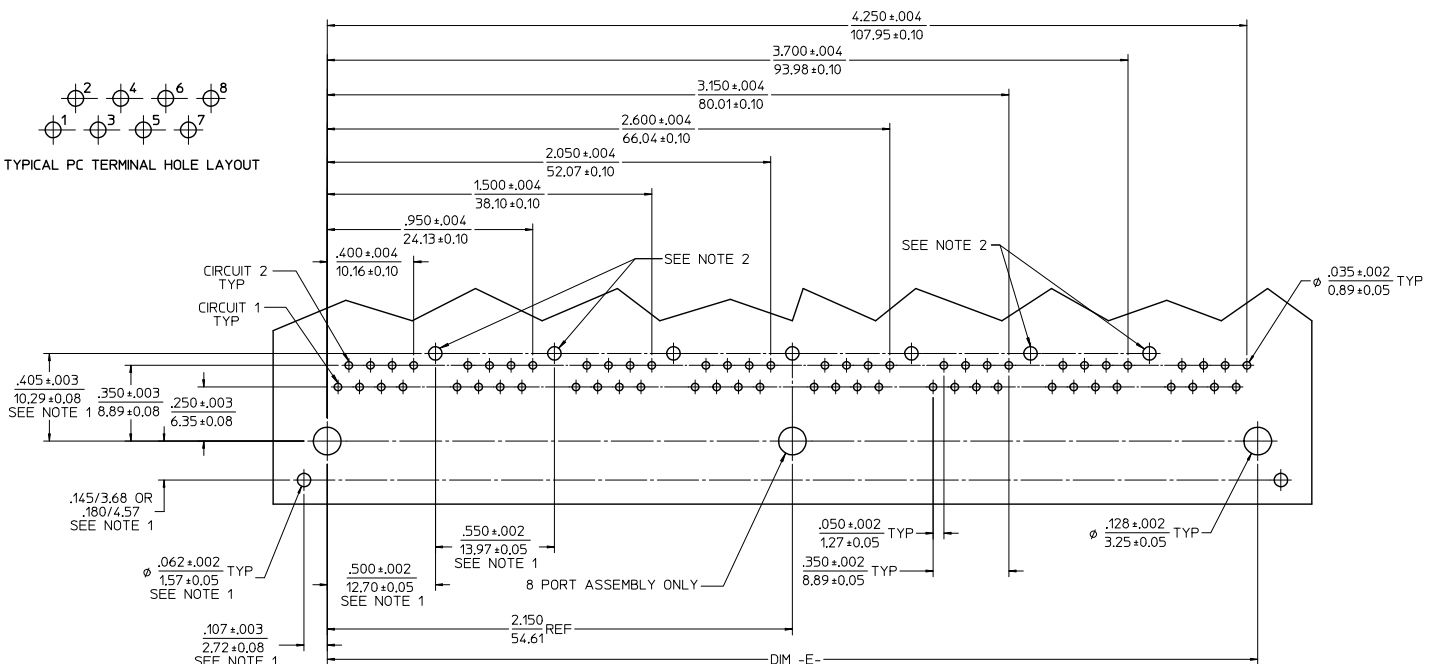 4.250±.004
107.95±0.10
3.700±.004
93.98±0.10
3.150±.004
80.01±0.10
2.600±.004
66.04±0.10
2.050±.004
52.07±0.10
1.500±.004
38.10±0.10
.950±.004
24.13±0.10
.400±.004
10.16±0.10
2 4 6 8
1 3 5 7
TYPICAL PC TERMINAL HOLE LAYOUT
SEE NOTE 2
SEE NOTE 2
CIRCUIT 2
TYP
CIRCUIT 1
TYP
ø .035±.002 TYP
0.89±0.05
.405±.003
10.29±0.08
SEE NOTE 1
.350±.003
8.89±0.08
.250±.003
6.35±0.08
.145/3.68 OR
.180/4.57
SEE NOTE 1
ø .062±.002 TYP
1.57±0.05
SEE NOTE 1
.550±.002
13.97±0.05
SEE NOTE 1
.500±.002
12.70±0.05
SEE NOTE 1
8 PORT ASSEMBLY ONLY
.050±.002 TYP
1.27±0.05
.350±.002 TYP
8.89±0.05
ø .128±.002 TYP
3.25±0.05
2.150 REF
54.61
.107±.003
2.72±0.08
SEE NOTE 1
DIM -E-